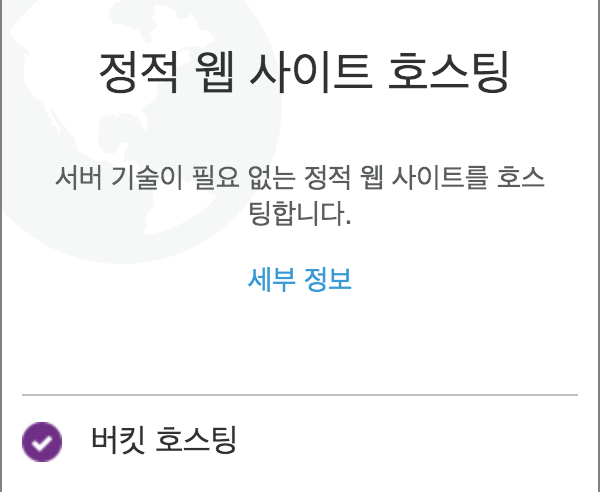 정적 웹 사이트 호스팅
서버 기술이 필요 없는 정적 웹 사이트를 호스
팅합니다.
세부 정보
버킷 호스팅